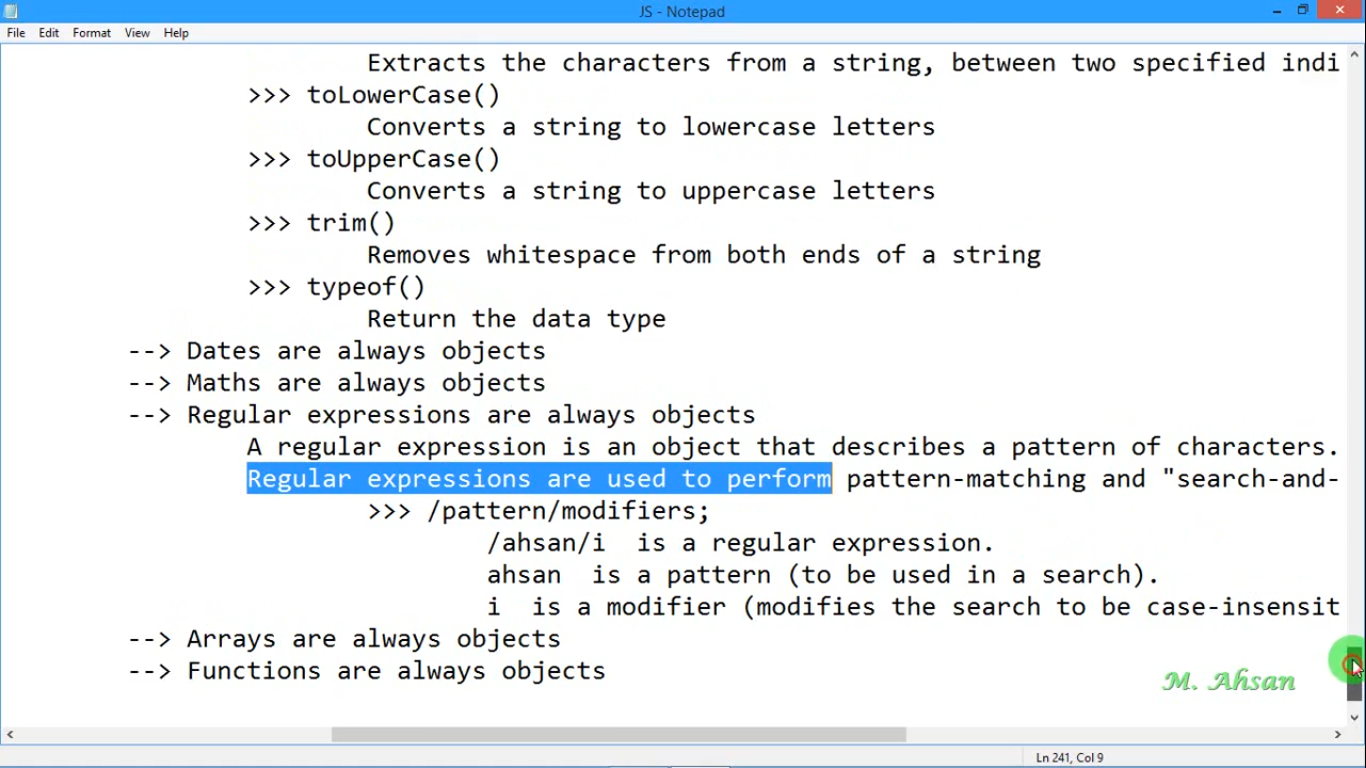 JS - Notepad
File Edit Format View Help
Extracts the characters from a string, between two specified indi
>>> toLowerCase()
Converts a string to lowercase letters
>>> toUpperCase()
Converts a string to uppercase letters
>>> trim()
Removes whitespace from both ends of a string
>>> typeof()
Return the data type
--> Dates are always objects
--> Maths are always objects
--> Regular expressions are always objects
A regular expression is an object that describes a pattern of characters.
Regular expressions are used to perform pattern-matching and "search-and-
>>> /pattern/modifiers;
/ahsan/i  is a regular expression.
ahsan  is a pattern (to be used in a search).
i  is a modifier (modifies the search to be case-insensit
--> Arrays are always objects
--> Functions are always objects
M. Ahsan
Ln 241, Col 9